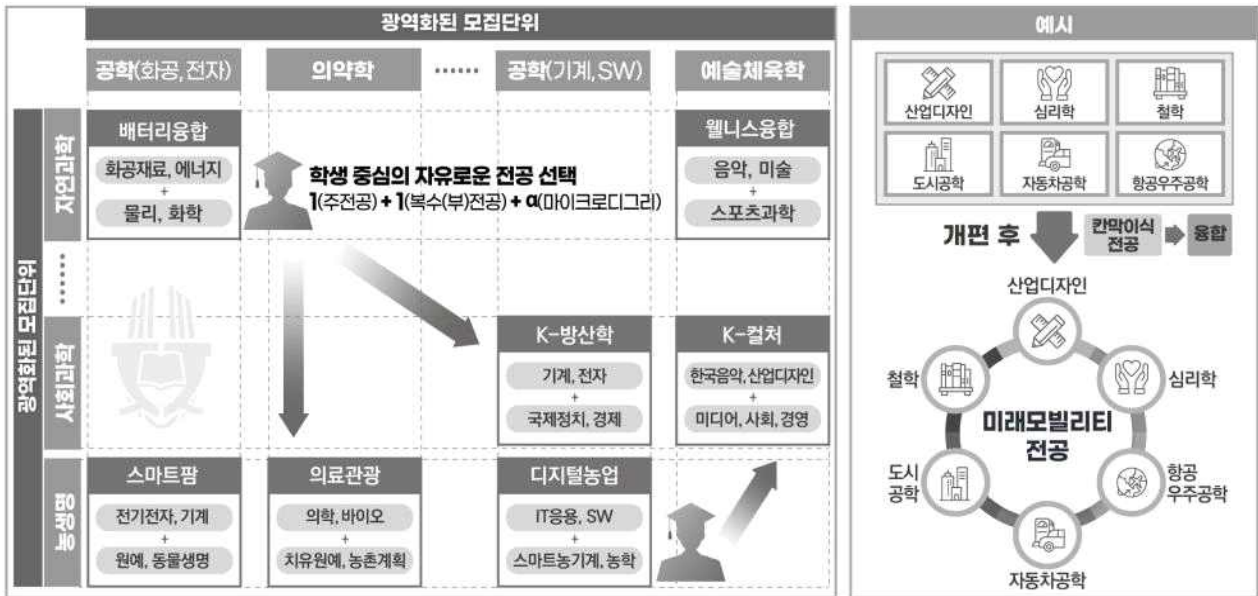 광역화된 모집단위
공학(화공,전자)
의약학
······
공학(기계,SW)
예술체육학
광역화된 모집단위
자연과학
······
사회과학
농생명
배터리융합
화공재료, 에너지
+
물리, 화학
학생 중심의 자유로운 전공 선택
1(주전공) + 1(복수(부)전공) + α(마이크로디그리)
웰니스융합
음악, 미술
+
스포츠과학
K-방산학
기계, 전자
+
국제정치, 경제
K-컬처
한국음악, 산업디자인
+
미디어, 사회, 경영
스마트팜
전기전자, 기계
+
원예, 동물생명
의료관광
의학, 바이오
+
치유원예, 농촌계획
디지털농업
IT응용, SW
+
스마트농기계, 농학
예시
산업디자인
심리학
철학
도시공학
자동차공학
항공우주공학
개편 후
칸막이식
전공
융합
산업디자인
철학
심리학
미래모빌리티
전공
도시
공학
항공
우주공학
자동차공학